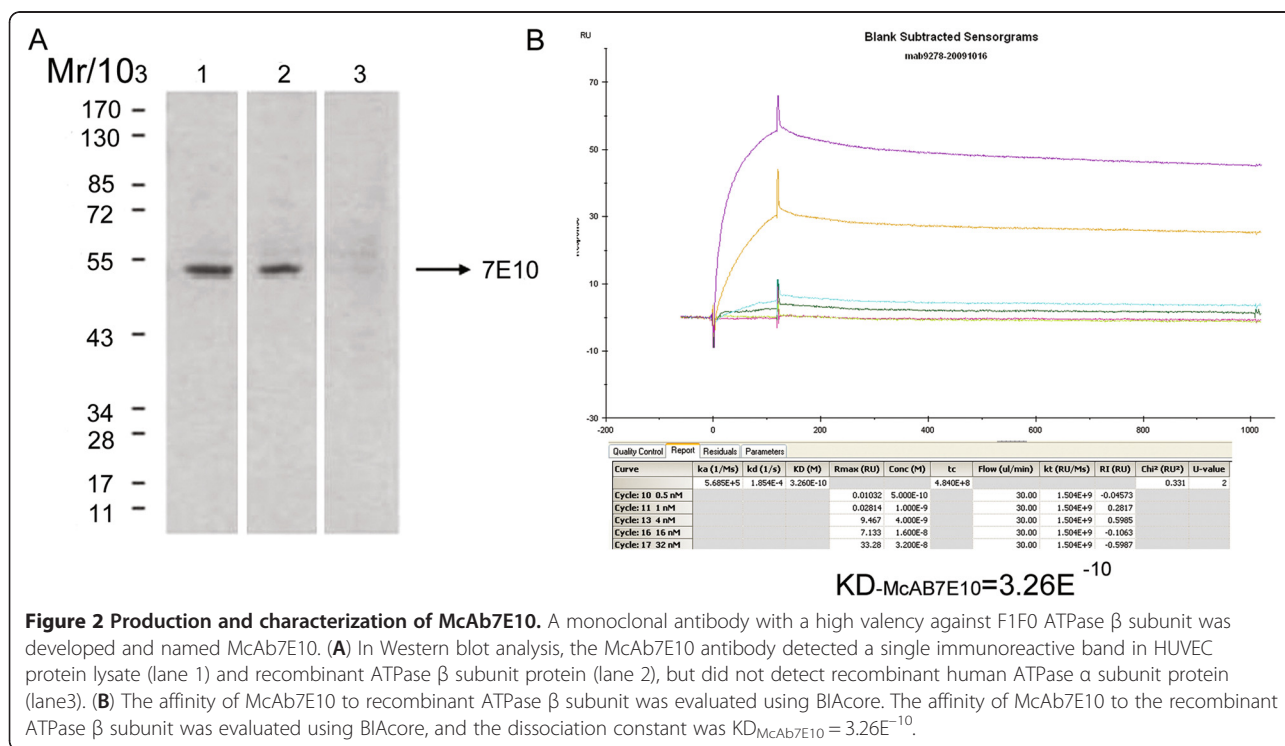 A
Mr/103
1 2 3
170
130
85
72
55
43
34
28
17
11
7E10
B
RU
Blank Subtracted Sensorgrams
mab9278-20091016
70
50
30
10
-10
-30
-200 0 200 400 600 800 1000
Quality Control Report Residuals Parameters
Curve ka (1/Ms) kd (1/s) KD (M) Rmax (RU) Conc (M) tc Flow (ul/min) kt (RU/Ms) RI (RU) Chi² (RU²) U-value
5.685E+5 1.854E-4 3.260E-10 4.840E+8 0.331 2
Cycle: 10 0.5 nM 0.01032 5.000E-10 30.00 1.504E+9 -0.04573
Cycle: 11 1 nM 0.02814 1.000E-9 30.00 1.504E+9 0.2817
Cycle: 13 4 nM 9.467 4.000E-9 30.00 1.504E+9 0.5985
Cycle: 16 16 nM 7.133 1.600E-8 30.00 1.504E+9 -0.1063
Cycle: 17 32 nM 33.28 3.200E-8 30.00 1.504E+9 -0.5987
KD-McAB7E10=3.26E⁻¹⁰
Figure 2 Production and characterization of McAb7E10. A monoclonal antibody with a high valency against F1F0 ATPase β subunit was
developed and named McAb7E10. (A) In Western blot analysis, the McAb7E10 antibody detected a single immunoreactive band in HUVEC
protein lysate (lane 1) and recombinant ATPase β subunit protein (lane 2), but did not detect recombinant human ATPase α subunit protein
(lane3). (B) The affinity of McAb7E10 to recombinant ATPase β subunit was evaluated using BIAcore. The affinity of McAb7E10 to the recombinant
ATPase β subunit was evaluated using BIAcore, and the dissociation constant was KDMcAb7E10 = 3.26E⁻¹⁰.